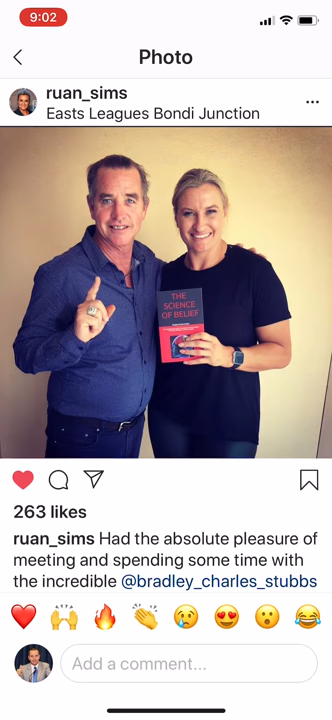 9:02
Photo
ruan_sims
Easts Leagues Bondi Junction
THE
SCIENCE
OF BELIEF
263 likes
ruan_sims Had the absolute pleasure of
meeting and spending some time with
the incredible @bradley_charles_stubbs
Add a comment...